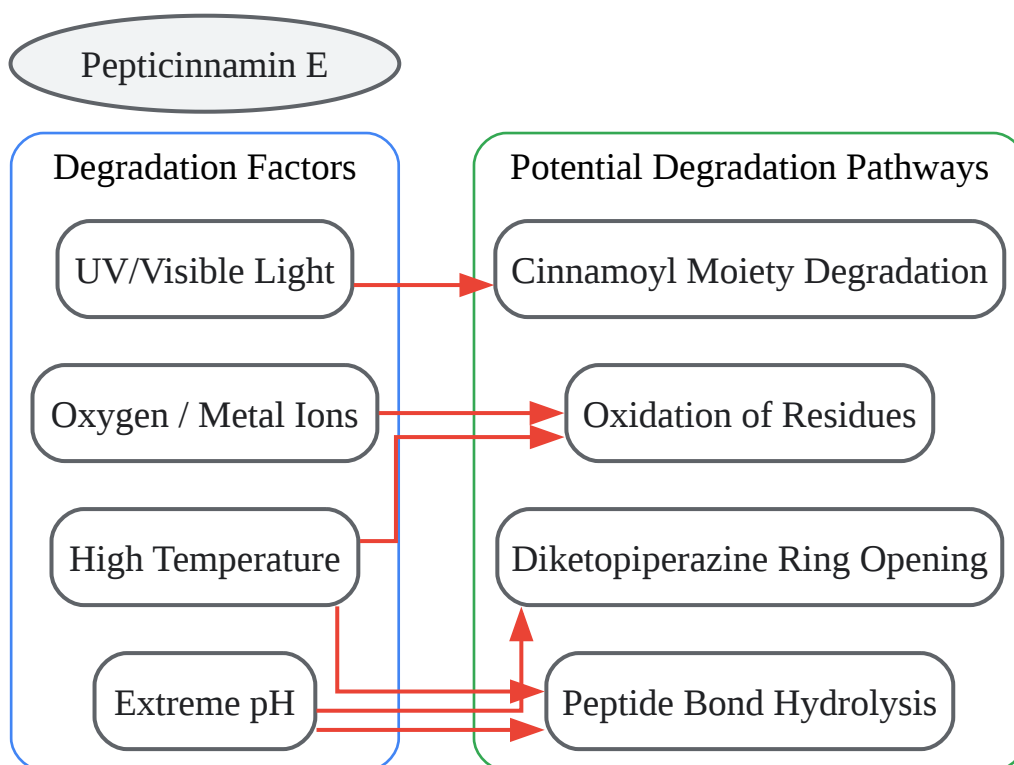 Pepticinnamin E
Degradation Factors
UV/Visible Light
Oxygen / Metal Ions
High Temperature
Extreme pH
Potential Degradation Pathways
Cinnamoyl Moiety Degradation
Oxidation of Residues
Diketopiperazine Ring Opening
Peptide Bond Hydrolysis